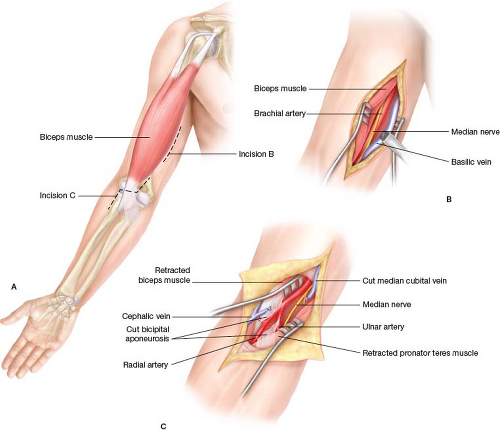 Biceps muscle
Incision B
Incision C
A
Biceps muscle
Brachial artery
Median nerve
Basilic vein
B
Retracted
biceps muscle
Cephalic vein
Cut bicipital
aponeurosis
Radial artery
Cut median cubital vein
Median nerve
Ulnar artery
Retracted pronator teres muscle
C